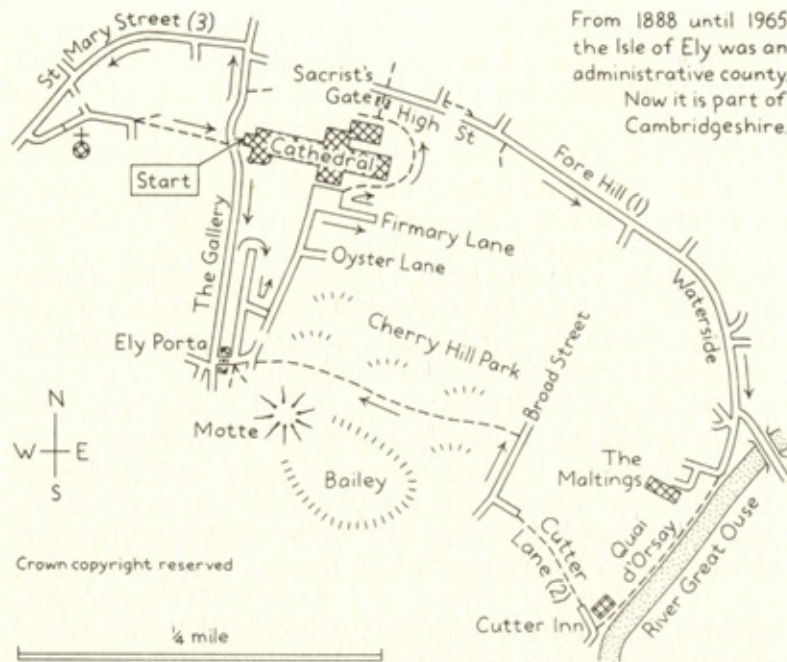 From 1888 until 1965
the Isle of Ely was an
administrative county.
Now it is part of
Cambridgeshire.
St Mary Street (3)
Sacrist's
Gate
High St
Cathedral
Start
Fore Hill (1)
The Gallery
Firmary Lane
Oyster Lane
Waterside
Ely Porta
Cherry Hill Park
Broad Street
N
W E
S
Motte
Bailey
The
Maltings
Quai
d'Orsay
Cutter
Lane (2)
River Great Ouse
Crown copyright reserved
Cutter Inn
¼ mile